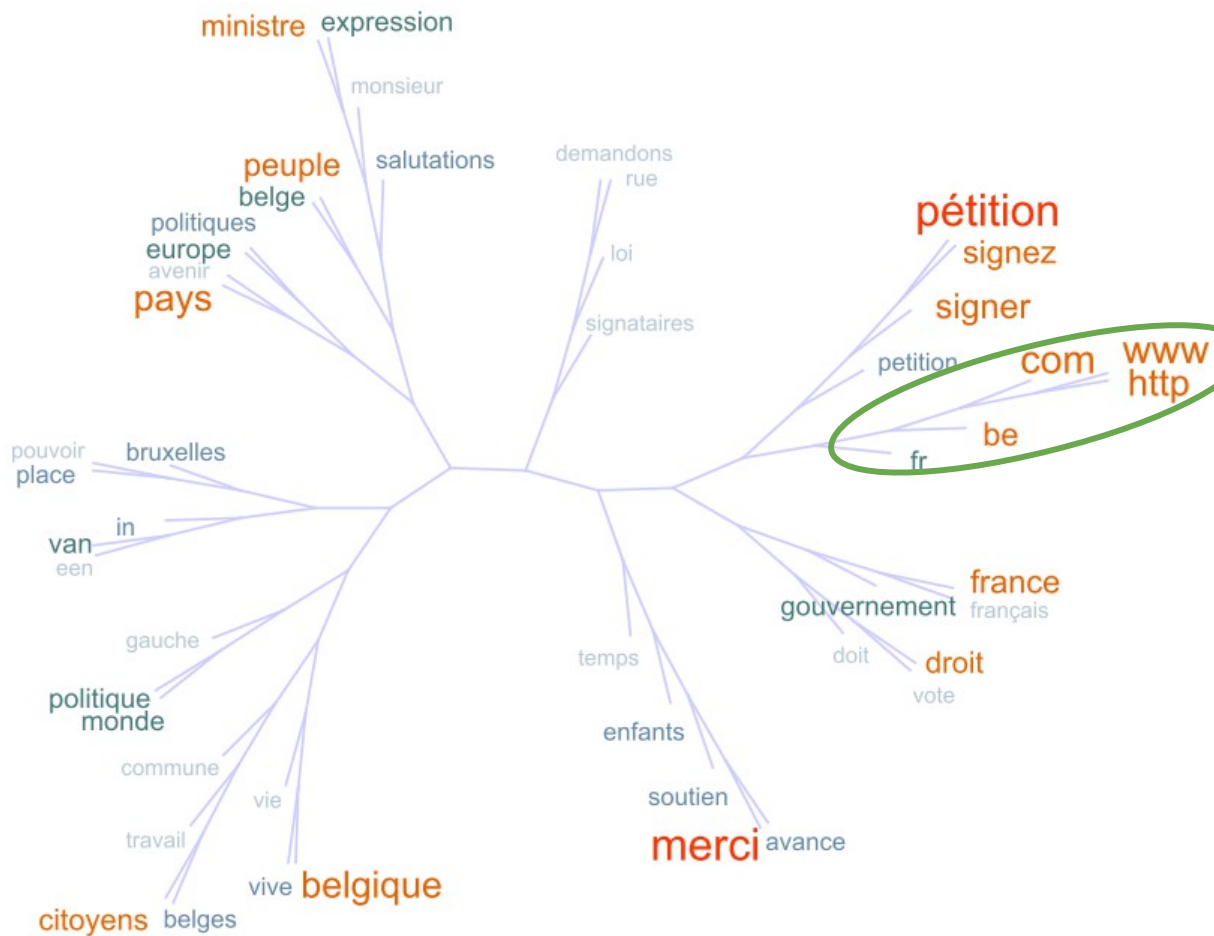 ministre expression
monsieur
demandons
rue
peuple
salutations
belge
politiques
europe
avenir
pays
loi
signataires
pétition
signez
signer
petition
com
www
http
be
fr
pouvoir
bruxelles
place
in
van
een
gauche
politique
monde
commune
vie
travail
vive belgique
citoyens belges
temps
enfants
soutien
merci avance
france
gouvernement français
doit
droit
vote